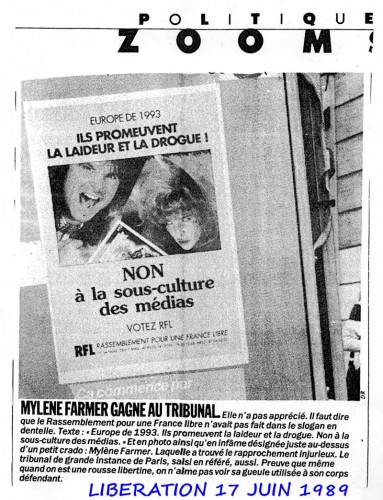 POLITIQUE
ZOOMS
EUROPE DE 1993
ILS PROMEUVENT
LA LAIDEUR ET LA DROGUE !
NON
à la sous-culture
des médias
VOTEZ RFL
RFL RASSEMBLEMENT POUR UNE FRANCE LIBRE
Ça commence par
MYLENE FARMER GAGNE AU TRIBUNAL. Elle n'a pas apprécié. Il faut dire
que le Rassemblement pour une France libre n'avait pas fait dans le slogan en
dentelle. Texte : « Europe de 1993. Ils promeuvent la laideur et la drogue. Non à la
sous-culture des médias. » Et en photo ainsi qu'en infâme désignée juste au-dessus
d'un petit crado : Mylène Farmer. Laquelle a trouvé le rapprochement injurieux. Le
tribunal de grande instance de Paris, saisi en référé, aussi. Preuve que même
quand on est une rousse libertine, on n'aime pas voir sa gueule utilisée à son corps
défendant.
LIBERATION 17 JUIN 1989